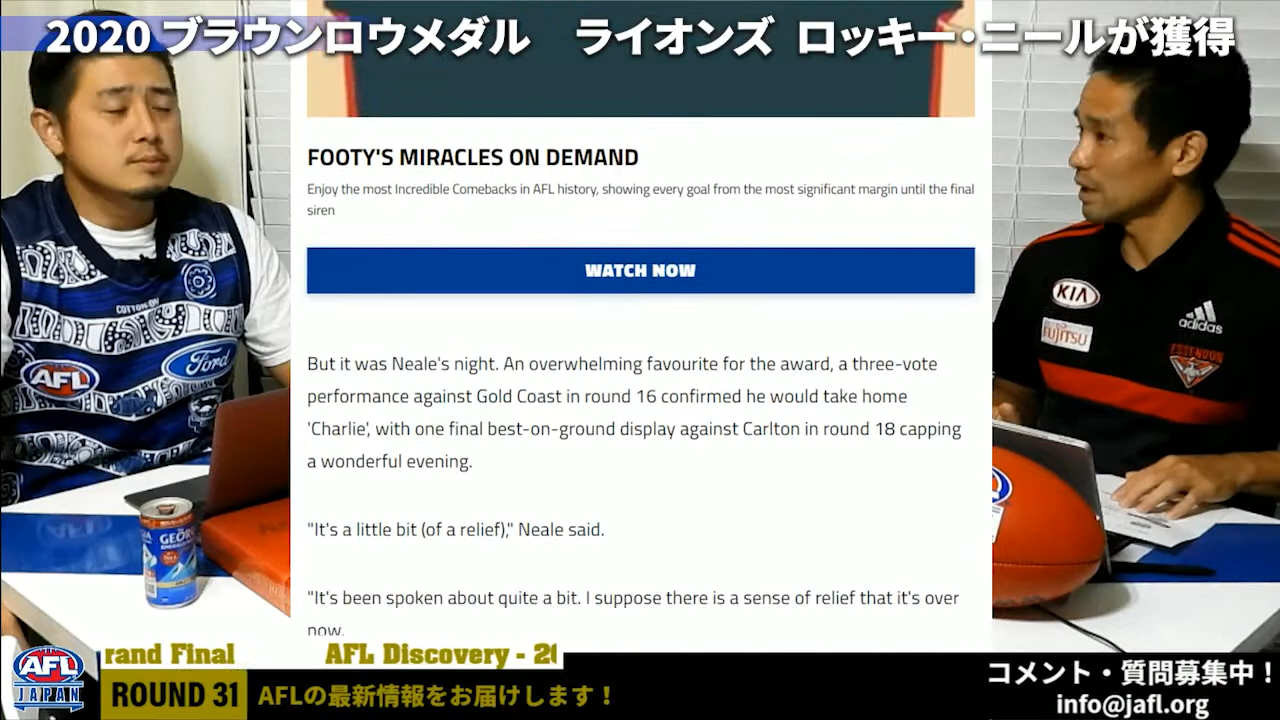 2020 ブラウンロウメダル　ライオンズ ロッキー・ニールが獲得
FOOTY'S MIRACLES ON DEMAND
Enjoy the most Incredible Comebacks in AFL history, showing every goal from the most significant margin until the final
siren
WATCH NOW
But it was Neale's night. An overwhelming favourite for the award, a three-vote
performance against Gold Coast in round 16 confirmed he would take home
'Charlie', with one final best-on-ground display against Carlton in round 18 capping
a wonderful evening.
"It's a little bit (of a relief)," Neale said.
"It's been spoken about quite a bit. I suppose there is a sense of relief that it's over
now.
COTTON:ON
AFL
Ford
KIA
FUJITSU
adidas
ESSENDON
GEORG
rand Final
AFL Discovery - 20
AFL
JAPAN
ROUND 31
AFLの最新情報をお届けします！
コメント・質問募集中！
info@jafl.org